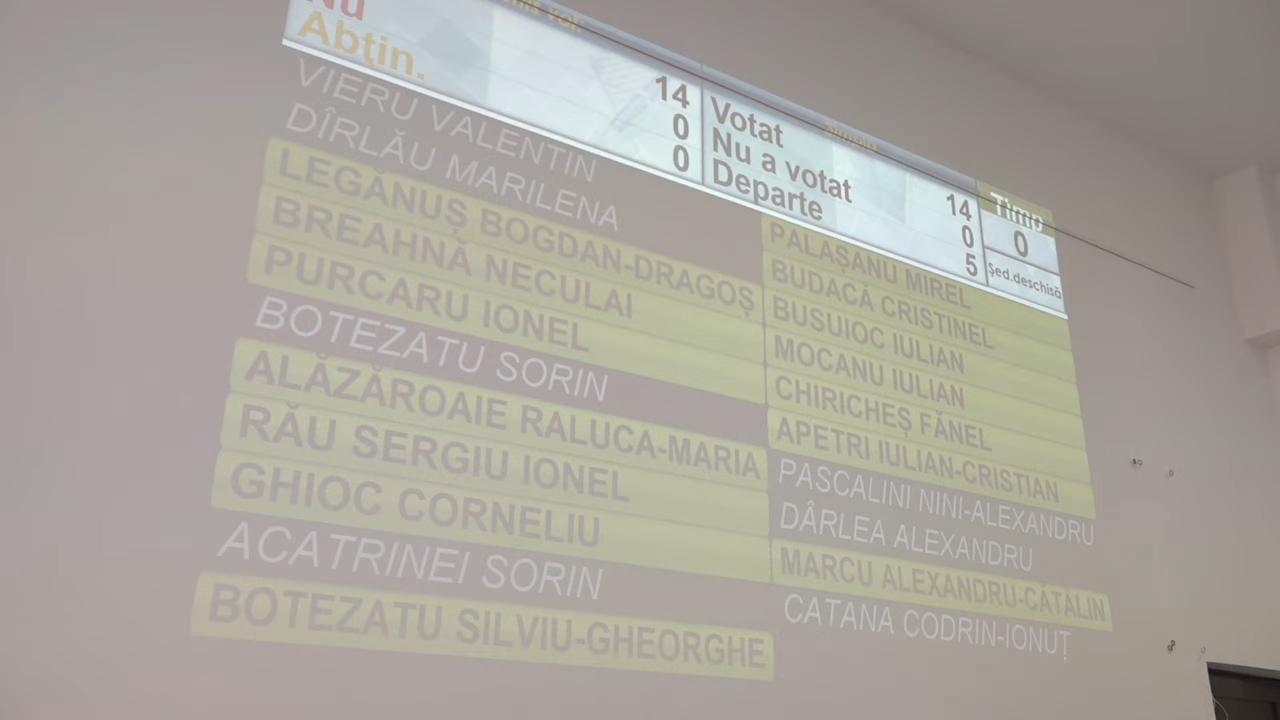 Nu
Abțin.
14
0
0
Votat
Nu a votat
Departe
14
0
5
Timp
0
Șed.deschisă
VIERU VALENTIN
DÎRLĂU MARILENA
LEGĂNUȘ BOGDAN-DRAGOȘ
BREAHNĂ NECULAI
PURCARU IONEL
BOTEZATU SORIN
ALĂZĂROAIE RALUCA-MARIA
RĂU SERGIU IONEL
GHIOC CORNELIU
ACATRINEI SORIN
BOTEZATU SILVIU-GHEORGHE
PALAȘANU MIREL
BUDACĂ CRISTINEL
BUSUIOC IULIAN
MOCANU IULIAN
CHIRICHEȘ FĂNEL
APETRI IULIAN-CRISTIAN
PASCALINI NINI-ALEXANDRU
DÂRLEA ALEXANDRU
MARCU ALEXANDRU-CĂTĂLIN
CATANA CODRIN-IONUȚ